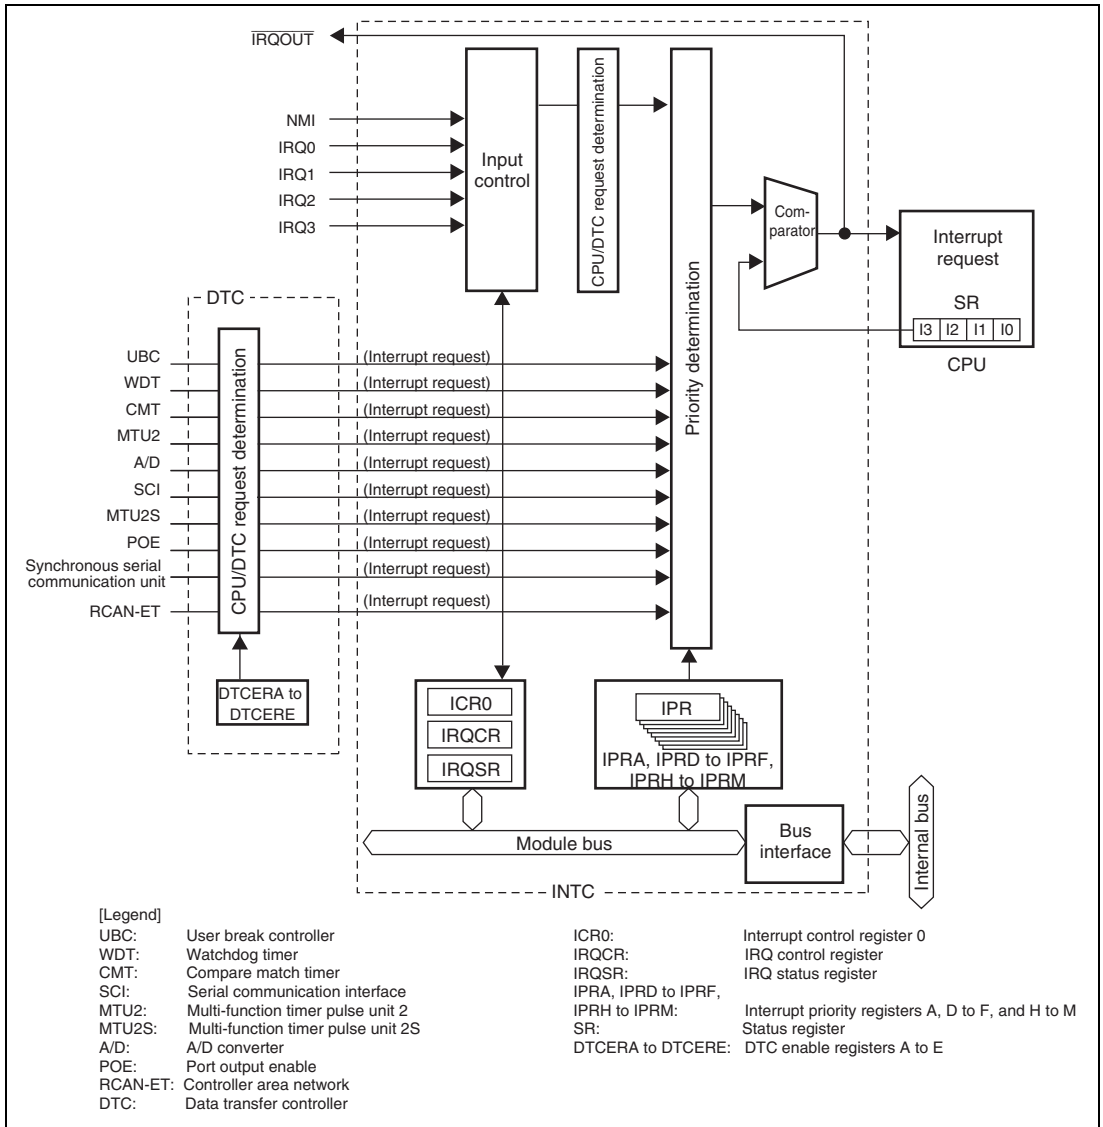 IRQOUT
NMI
IRQ0
IRQ1
IRQ2
IRQ3
Input
control
CPU/DTC request determination
Priority determination
Com-
parator
Interrupt
request
SR
I3 I2 I1 I0
CPU
DTC
CPU/DTC request determination
UBC
WDT
CMT
MTU2
A/D
SCI
MTU2S
POE
Synchronous serial
communication unit
RCAN-ET
(Interrupt request)
(Interrupt request)
(Interrupt request)
(Interrupt request)
(Interrupt request)
(Interrupt request)
(Interrupt request)
(Interrupt request)
(Interrupt request)
(Interrupt request)
DTCERA to
DTCERE
ICR0
IRQCR
IRQSR
IPR
IPRA, IPRD to IPRF,
IPRH to IPRM
Module bus
Bus
interface
Internal bus
INTC
[Legend]
UBC: User break controller
WDT: Watchdog timer
CMT: Compare match timer
SCI: Serial communication interface
MTU2: Multi-function timer pulse unit 2
MTU2S: Multi-function timer pulse unit 2S
A/D: A/D converter
POE: Port output enable
RCAN-ET: Controller area network
DTC: Data transfer controller
ICR0: Interrupt control register 0
IRQCR: IRQ control register
IRQSR: IRQ status register
IPRA, IPRD to IPRF,
IPRH to IPRM: Interrupt priority registers A, D to F, and H to M
SR: Status register
DTCERA to DTCERE: DTC enable registers A to E